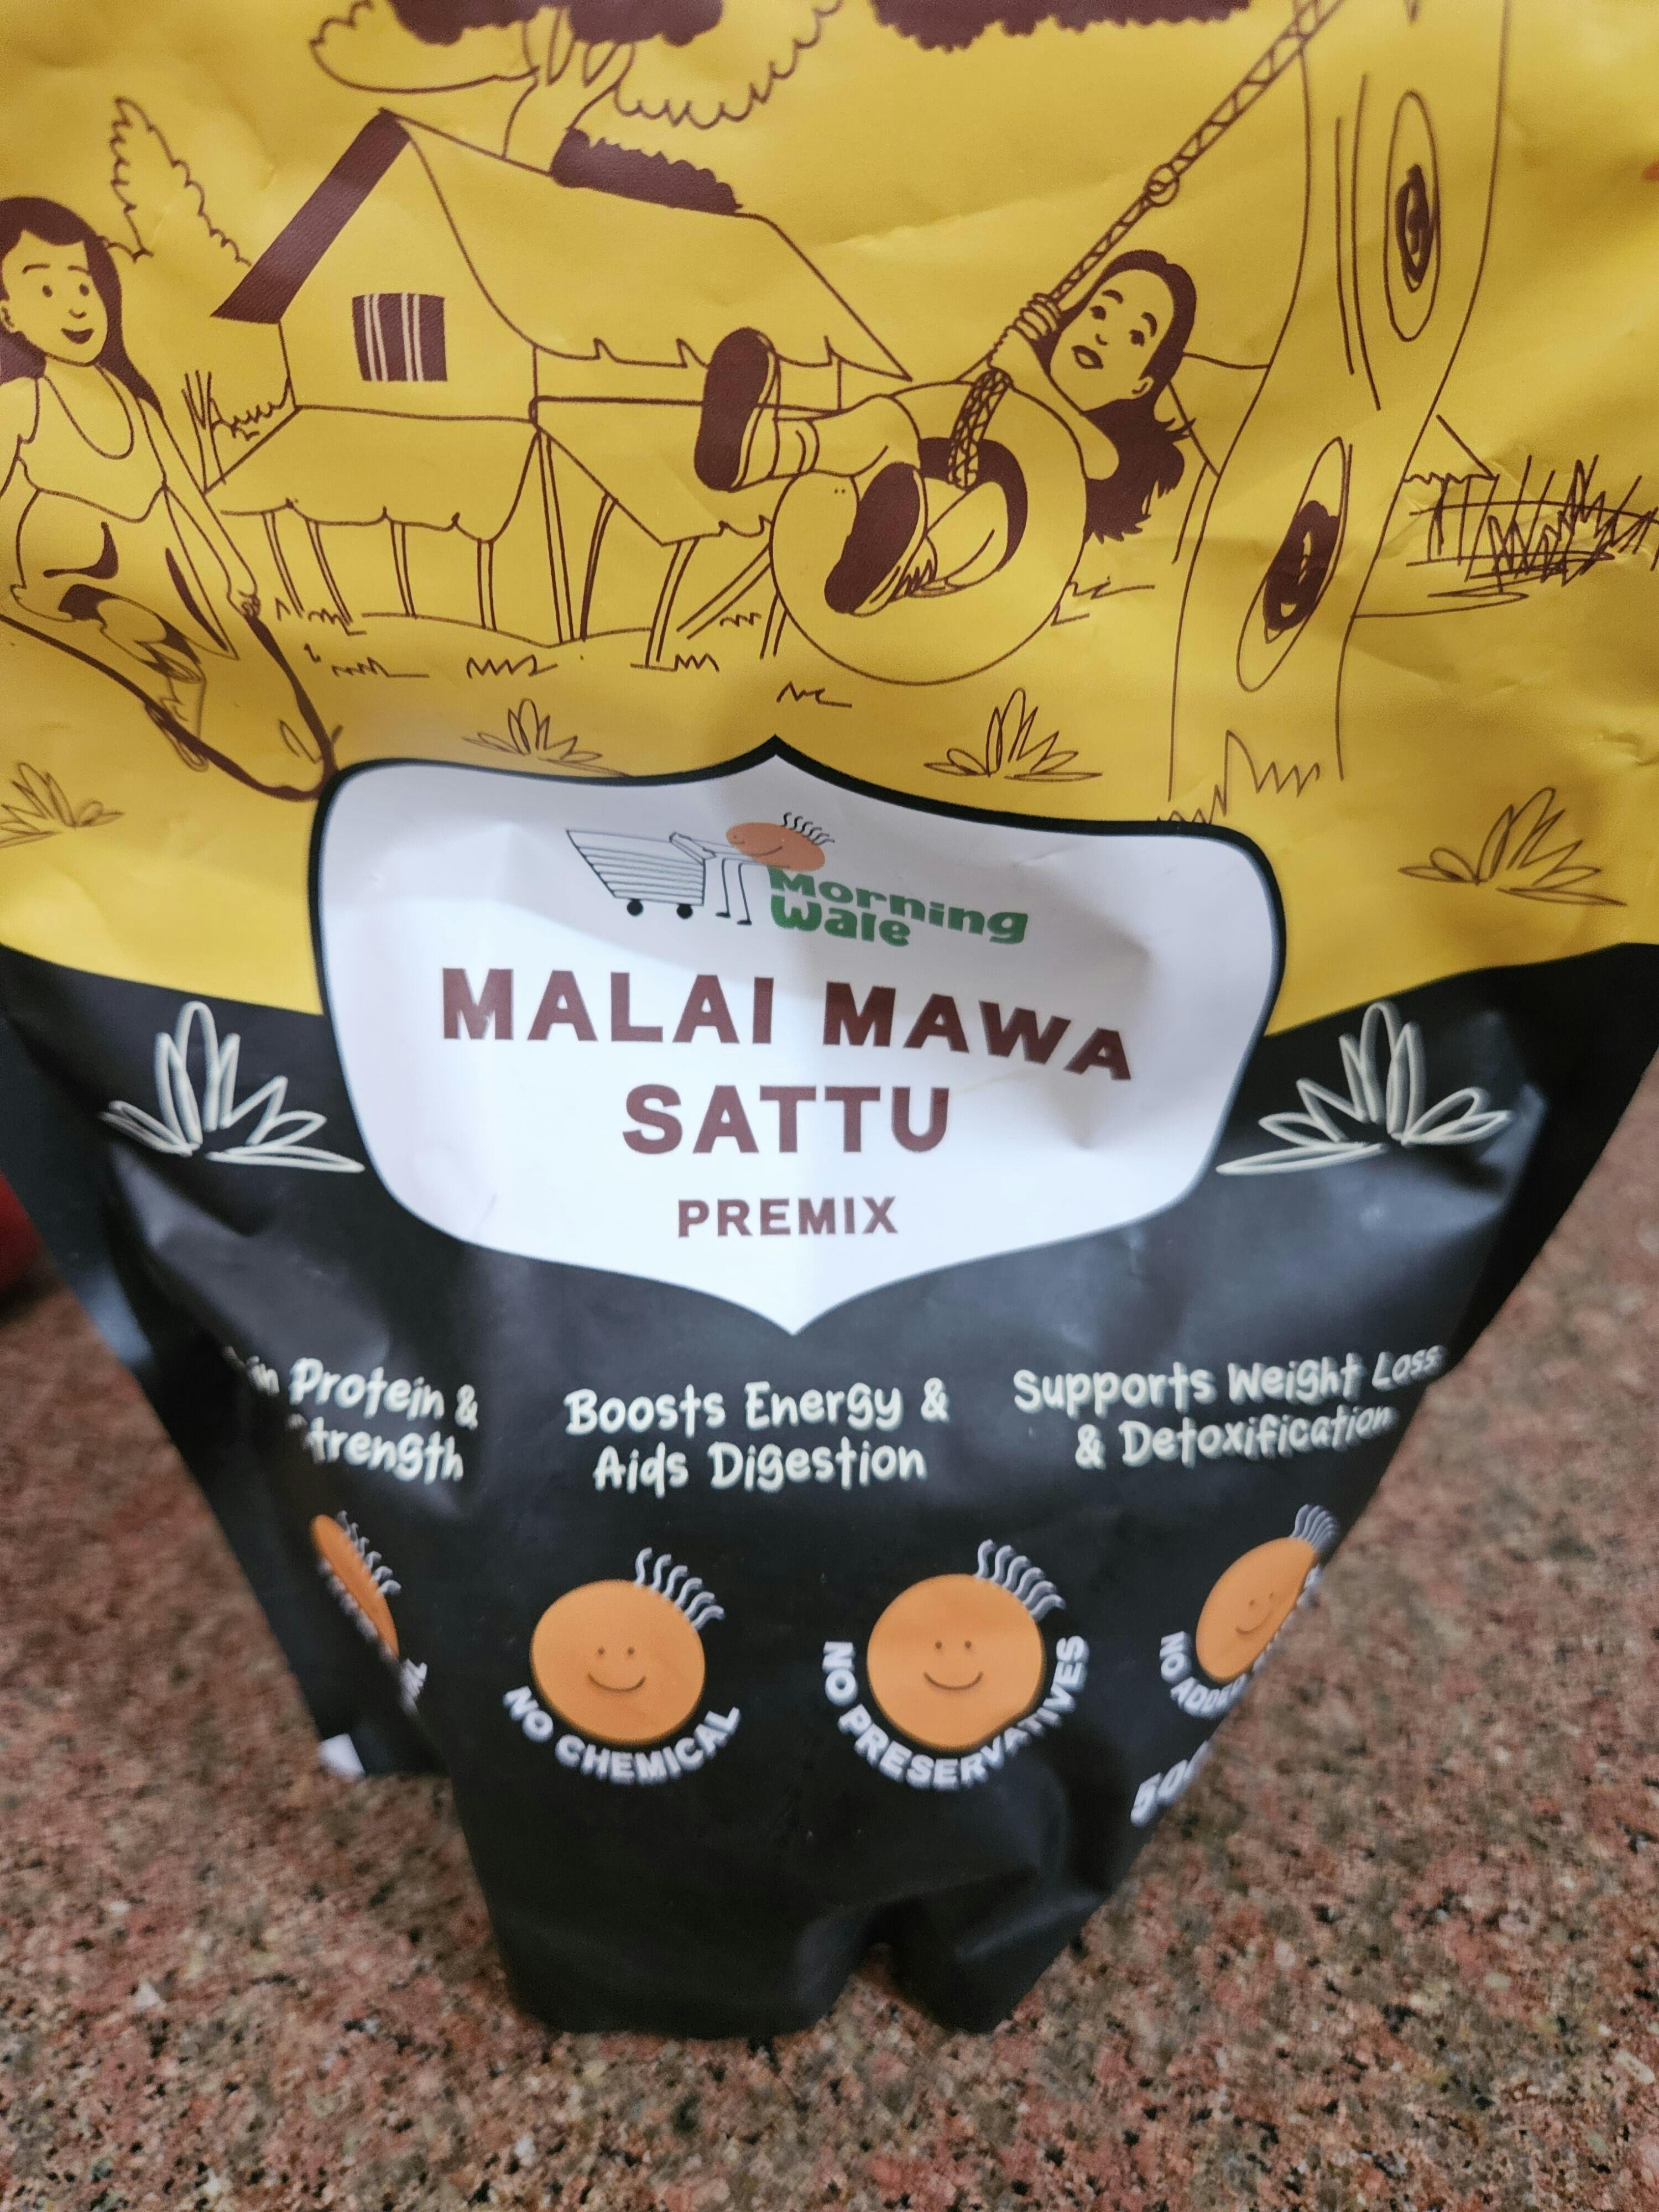 Morning
Wale
MALAI MAWA
SATTU
PREMIX
Protein &
Boosts Energy &
Aids Digestion
Supports Weight Loss
& Detoxification
NO CHEMICAL
NO PRESERVATIVES
NO